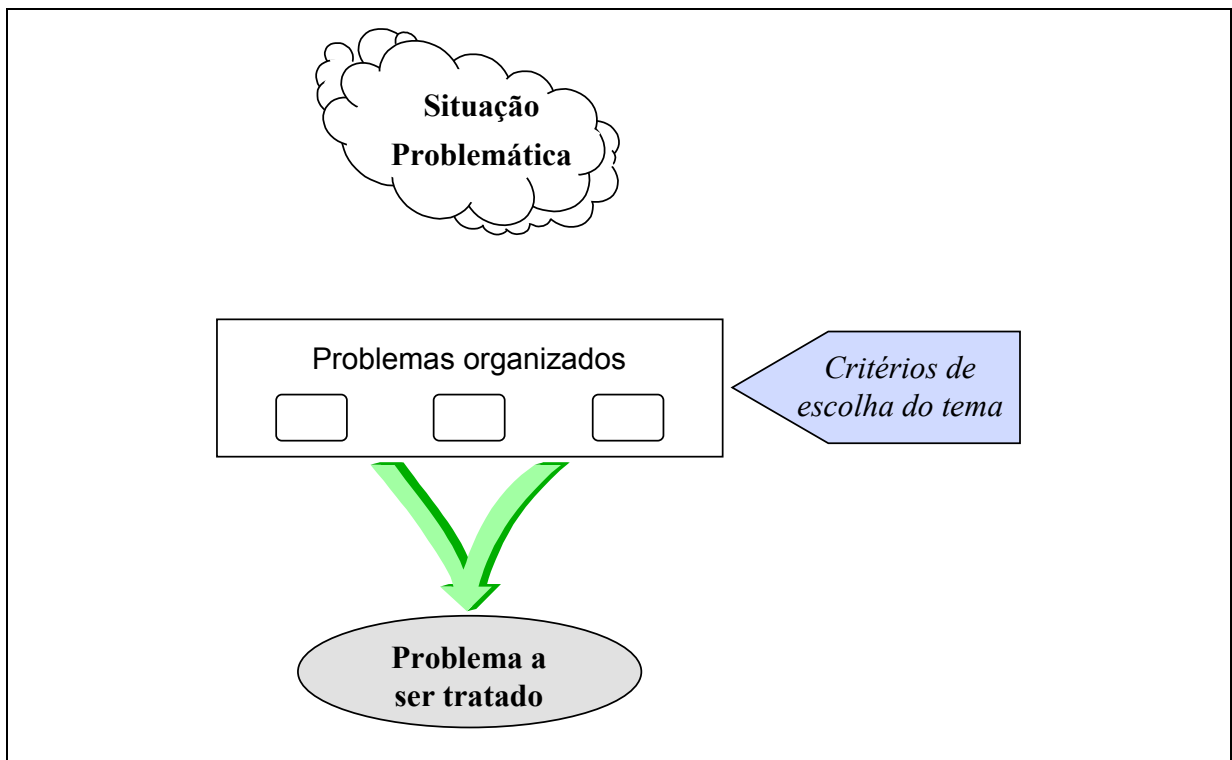 Situação
Problemática
Problemas organizados
Critérios de
escolha do tema
Problema a
ser tratado